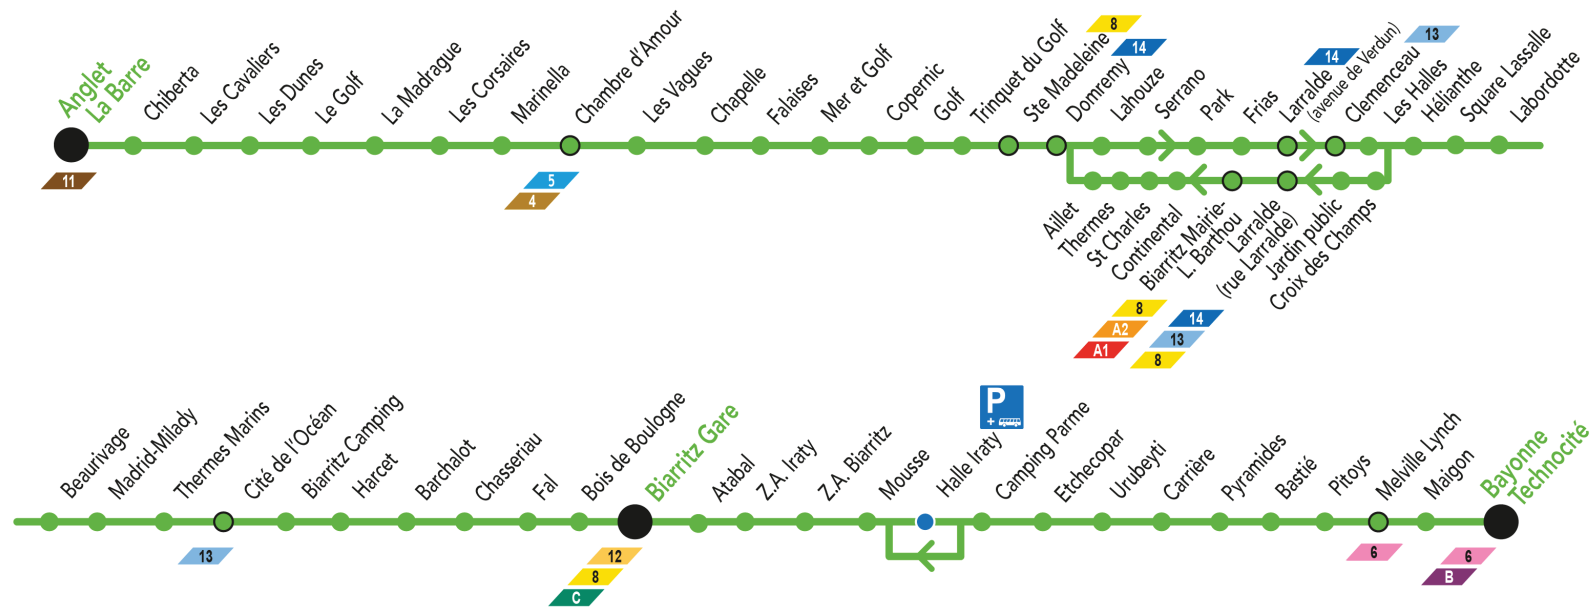 Anglet
La Barre
Chiberta
Les Cavaliers
Les Dunes
Le Golf
La Madrague
Les Corsaires
Marinella
Chambre d'Amour
Les Vagues
Chapelle
Falaises
Mer et Golf
Copernic
Golf
Trinquet du Golf
Ste Madeleine
Domremy
Lahouze
Serrano
Park
Frias
Larralde
(avenue de Verdun)
Clemenceau
Les Halles
Hélianthe
Square Lassalle
Labordotte
8
14
14
13
11
5
4
Aillet
Thermes
St Charles
Continental
Biarritz Mairie-
L. Barthou
Larralde
(rue Larralde)
Jardin public
Croix des Champs
8
A2
A1
14
13
8
P
+
Beaurivage
Madrid-Milady
Thermes Marins
Cité de l'Océan
Biarritz Camping
Harcet
Barchalot
Chasseriau
Fal
Bois de Boulogne
Biarritz Gare
Atabal
Z.A. Iraty
Z.A. Biarritz
Mousse
Halle Iraty
Camping Parme
Etchecopar
Urubeyti
Carrière
Pyramides
Bastié
Pitoys
Melville Lynch
Maigon
Bayonne
Technocité
13
12
8
C
6
6
B